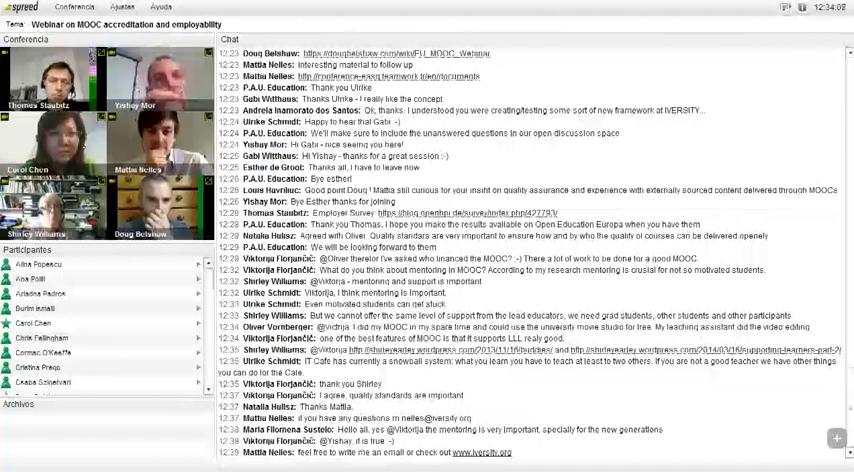 spreed Conferencia Ajustes Ayuda 12:34:09
Tema: Webinar on MOOC accreditation and employability
Conferencia
Thomas Staubitz
Yishay Mor
Carol Chen
Mattia Nelles
Shirley Williams
Doug Belshaw
Participantes
Alina Popescu
Ana Politi
Ariadna Padros
Burim Ismaili
Carol Chen
Chris Fellingham
Cormac O'Keeffe
Cristina Prego
Csaba Szigetvari
Archivos
Chat
12:23 Doug Belshaw: https://dougbelshaw.com/wiki/EU_MOOC_Webinar
12:23 Mattia Nelles: Interesting material to follow up
12:23 Mattia Nelles:
12:23 P.A.U. Education: Thank you Ulrike
12:23 Gabi Witthaus: Thanks Ulrike - I really like the concept
12:23 Andreia Inamorato dos Santos: Ok, thanks. I understood you were creating/testing some sort of new framework at IVERSITY...
12:24 Ulrike Schmidt: Happy to hear that Gabi :-)
12:24 P.A.U. Education: We'll make sure to include the unanswered questions in our open discussion space
12:24 Yishay Mor: Hi Gabi - nice seeing you here!
12:25 Gabi Witthaus: Hi Yishay - thanks for a great session :-)
12:25 Esther de Groot: Thanks all, I have to leave now
12:26 P.A.U. Education: Bye esther!
12:28 Good point Doug! Mattia still curious for your insight on quality assurance and experience with externally sourced content delivered through MOOCs
12:26 Yishay Mor: Bye Esther thanks for joining
12:29 Thomas Staubitz: Employer Survey https://blog.openhpi.de/survey/index.php/427793/
12:28 P.A.U. Education: Thank you Thomas, I hope you make the results available on Open Education Europa when you have them
12:28 Agreed with Oliver. Quality standars are very important to ensure how and by who the quality of courses can be delivered openely
12:29 P.A.U. Education: We will be looking forward to them
12:29 Viktorija Florjančič: @Oliver therefor I've asked who financed the MOOC? ;-) There a lot of work to be done for a good MOOC.
12:32 Viktorija Florjančič: What do you think about mentoring in MOOC? According to my research mentoring is crusial for not so motivated students.
12:32 Shirley Williams: @Viktorija - mentoring and support is important
12:32 Ulrike Schmidt: Viktorija, I think mentoring is important.
12:31 Ulrike Schmidt: Even motivated students can get stuck
12:33 Shirley Williams: But we cannot offer the same level of support from the lead educators, we need grad students, other students and other participants
12:34 Oliver Vornberger: @Victrija. I did my MOOC in my spare time and could use the university movie studio for free. My teaching assistant did the video editing
12:34 Viktorija Florjančič: one of the best features of MOOC is that it supports LLL realy good.
12:35 Shirley Williams: @Viktorija http://shirleyearley.wordpress.com/2013/11/16/buddies/ and http://shirleyearley.wordpress.com/2014/03/16/supporting-learners-part-2/
12:35 Ulrike Schmidt: IT Cafe has currently a snowball system: what you learn you have to teach at least to two others. If you are not a good teacher we have other things
you can do for the Cafe.
12:35 Viktorija Florjančič: thank you Shirley
12:37 Viktorija Florjančič: I agree, quality standards are important
12:37 Natalia Hulisz: Thanks Mattia.
12:37 Mattia Nelles: if you have any questions m.nelles@iversity.org
12:38 Maria Filomena Sustelo: Hello all, yes @Viktorija the mentoring is very important, specially for the new generations
12:39 Viktorija Florjančič: @Yishay, it is true :-)
12:39 Mattia Nelles: feel free to write me an email or check out www.iversity.org